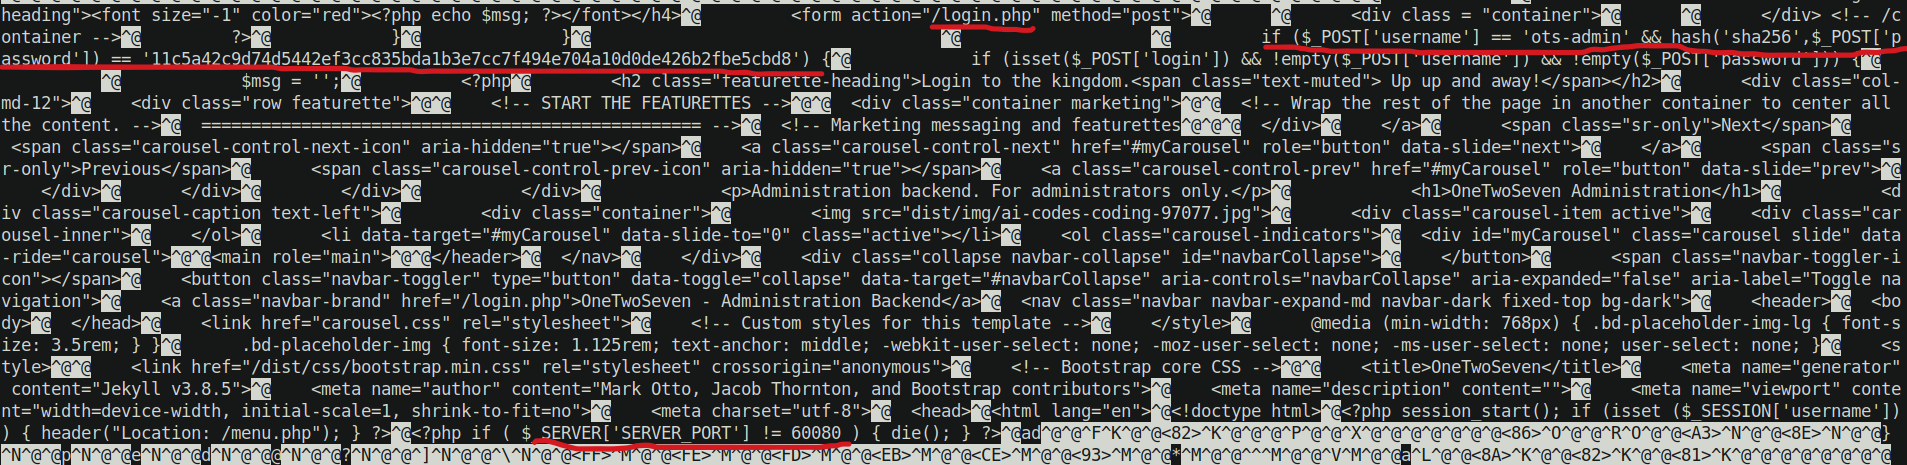 heading"><font size="-1" color="red"><?php echo $msg; ?></font></h4>^@         <form action="/login.php" method="post">^@      ^@      <div class = "container">^@      ^@      </div> <!-- /c
ontainer -->^@         ?>^@            }^@    }^@               ^@                    ^@         if ($_POST['username'] == 'ots-admin' && hash('sha256',$_POST['p
assword']) == '11c5a42c9d74d5442ef3cc835bda1b3e7cc7f494e704a10d0de426b2fbe5cbd8') {^@            if (isset($_POST['login']) && !empty($_POST['username']) && !empty($_POST['password'])) {^@
          ^@            $msg = '';^@          <?php^@        <h2 class="featurette-heading">Login to the kingdom.<span class="text-muted"> Up up and away!</span></h2>^@      <div class="col-
md-12">^@    <div class="row featurette">^@^@    <!-- START THE FEATURETTES -->^@^@  <div class="container marketing">^@^@  <!-- Wrap the rest of the page in another container to center all
the content. -->^@  ================================================== -->^@  <!-- Marketing messaging and featurettes^@^@^@  </div>^@    </a>^@      <span class="sr-only">Next</span>^@
 <span class="carousel-control-next-icon" aria-hidden="true"></span>^@    <a class="carousel-control-next" href="#myCarousel" role="button" data-slide="next">^@    </a>^@      <span class="s
r-only">Previous</span>^@      <span class="carousel-control-prev-icon" aria-hidden="true"></span>^@    <a class="carousel-control-prev" href="#myCarousel" role="button" data-slide="prev">^@
    </div>^@      </div>^@        </div>^@          </div>^@             <p>Administration backend. For administrators only.</p>^@            <h1>OneTwoSeven Administration</h1>^@          <d
iv class="carousel-caption text-left">^@        <div class="container">^@        <img src="dist/img/ai-codes-coding-97077.jpg">^@      <div class="carousel-item active">^@    <div class="car
ousel-inner">^@    </ol>^@      <li data-target="#myCarousel" data-slide-to="0" class="active"></li>^@    <ol class="carousel-indicators">^@  <div id="myCarousel" class="carousel slide" data
-ride="carousel">^@^@<main role="main">^@^@</header>^@  </nav>^@    </div>^@    <div class="collapse navbar-collapse" id="navbarCollapse">^@    </button>^@      <span class="navbar-toggler-i
con"></span>^@    <button class="navbar-toggler" type="button" data-toggle="collapse" data-target="#navbarCollapse" aria-controls="navbarCollapse" aria-expanded="false" aria-label="Toggle na
vigation">^@    <a class="navbar-brand" href="/login.php">OneTwoSeven - Administration Backend</a>^@  <nav class="navbar navbar-expand-md navbar-dark fixed-top bg-dark">^@    <header>^@  <bo
dy>^@  </head>^@    <link href="carousel.css" rel="stylesheet">^@    <!-- Custom styles for this template -->^@    </style>^@      @media (min-width: 768px) { .bd-placeholder-img-lg { font-s
ize: 3.5rem; } }^@      .bd-placeholder-img { font-size: 1.125rem; text-anchor: middle; -webkit-user-select: none; -moz-user-select: none; -ms-user-select: none; user-select: none; }^@    <s
tyle>^@^@    <link href="/dist/css/bootstrap.min.css" rel="stylesheet" crossorigin="anonymous">^@    <!-- Bootstrap core CSS -->^@^@    <title>OneTwoSeven</title>^@    <meta name="generator"
 content="Jekyll v3.8.5">^@    <meta name="author" content="Mark Otto, Jacob Thornton, and Bootstrap contributors">^@    <meta name="description" content="">^@    <meta name="viewport" conte
nt="width=device-width, initial-scale=1, shrink-to-fit=no">^@    <meta charset="utf-8">^@  <head>^@<html lang="en">^@<!doctype html>^@<?php session_start(); if (isset ($_SESSION['username'])
) { header("Location: /menu.php"); } ?>^@<?php if ( $_SERVER['SERVER_PORT'] != 60080 ) { die(); } ?>^@ad^@^@^F^K^@^@<82>^K^@^@^P^@^@^X^@^@^@^@^@^@<86>^O^@^@^R^O^@^@<A3>^N^@^@<8E>^N^@^@}
^N^@^@p^N^@^@e^N^@^@d^N^@^@@^N^@^@?^N^@^@^]^N^@^@^\^N^@^@<FF>^M^@^@<FE>^M^@^@<FD>^M^@^@<EB>^M^@^@<CE>^M^@^@<93>^M^@^@*^M^@^@^^M^@^@^V^M^@^@a^L^@^@<8A>^K^@^@<82>^K^@^@<81>^K^@^@^@^@^@^@^@^@